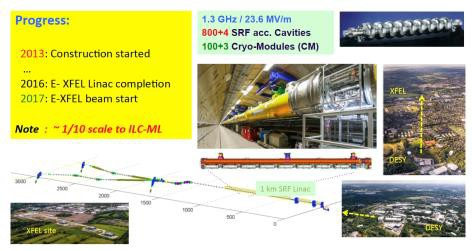 Progress:
2013: Construction started
...
2016: E- XFEL Linac completion
2017: E-XFEL beam start
Note : ~ 1/10 scale to ILC-ML
1.3 GHz / 23.6 MV/m
800+4 SRF acc. Cavities
100+3 Cryo-Modules (CM)
XFEL
DESY
1 km SRF Linac
3000
2500
2000
1500
1000
500
0
XFEL site
DESY